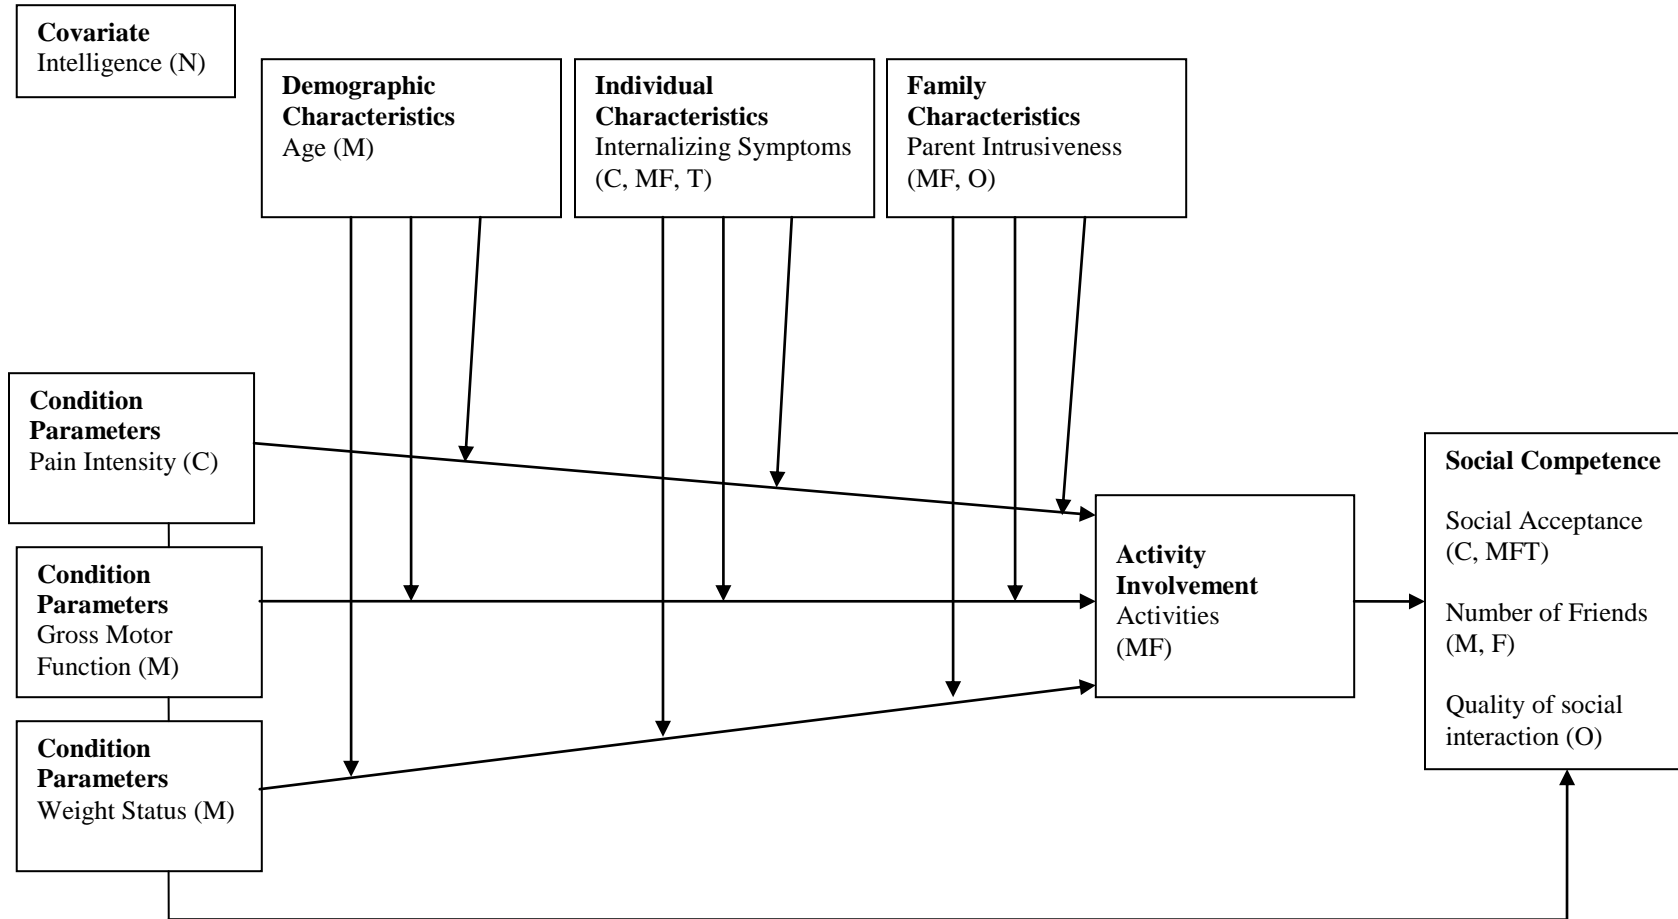 Covariate
Intelligence (N)
Demographic
Characteristics
Age (M)
Individual
Characteristics
Internalizing Symptoms
(C, MF, T)
Family
Characteristics
Parent Intrusiveness
(MF, O)
Condition
Parameters
Pain Intensity (C)
Condition
Parameters
Gross Motor
Function (M)
Condition
Parameters
Weight Status (M)
Activity
Involvement
Activities
(MF)
Social Competence
Social Acceptance
(C, MFT)
Number of Friends
(M, F)
Quality of social
interaction (O)